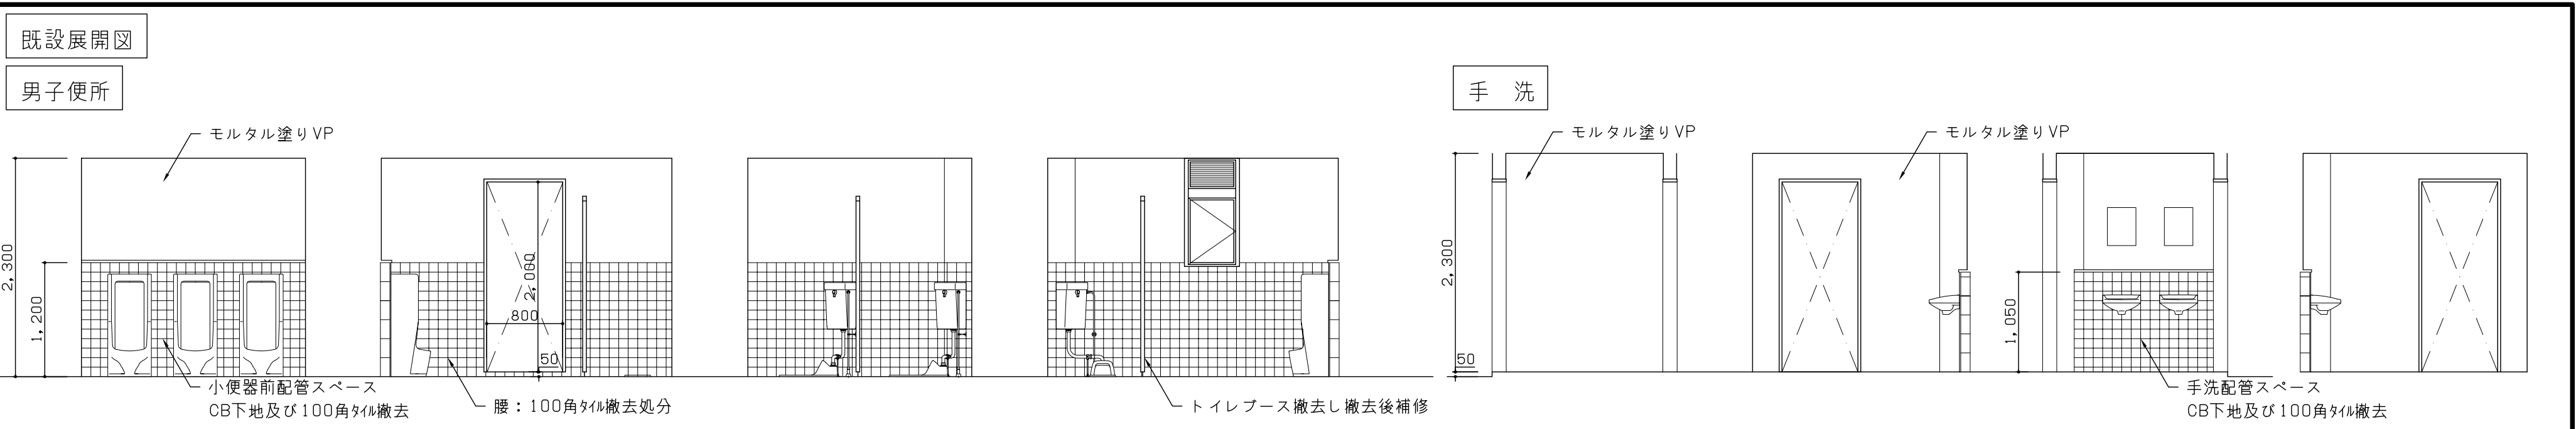 既設展開図
男子便所
モルタル塗りVP
2,300
1,200
小便器前配管スペース
CB下地及び100角タイル撤去
2,000
800
50
腰：100角タイル撤去処分
トイレブース撤去し撤去後補修
手 洗
モルタル塗りVP
モルタル塗りVP
2,300
50
1,050
手洗配管スペース
CB下地及び100角タイル撤去